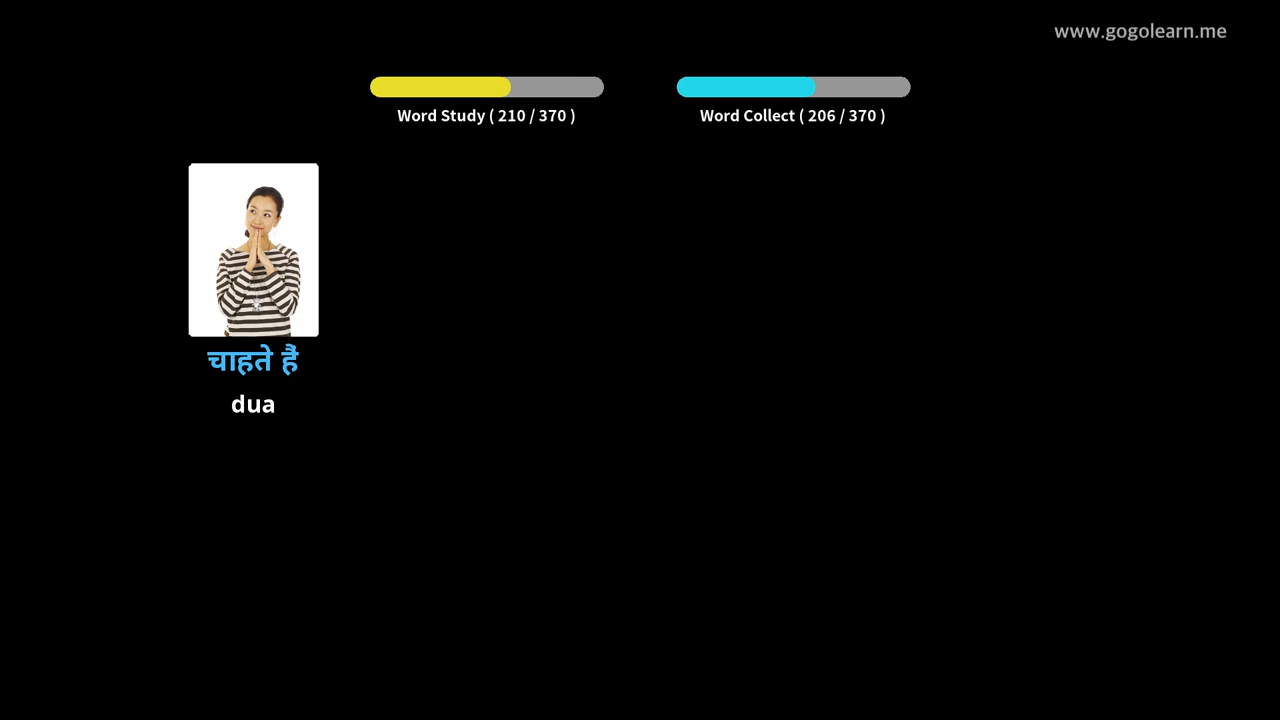 www.gogolearn.me
Word Study ( 210 / 370 )
Word Collect ( 206 / 370 )
चाहते हैं
dua